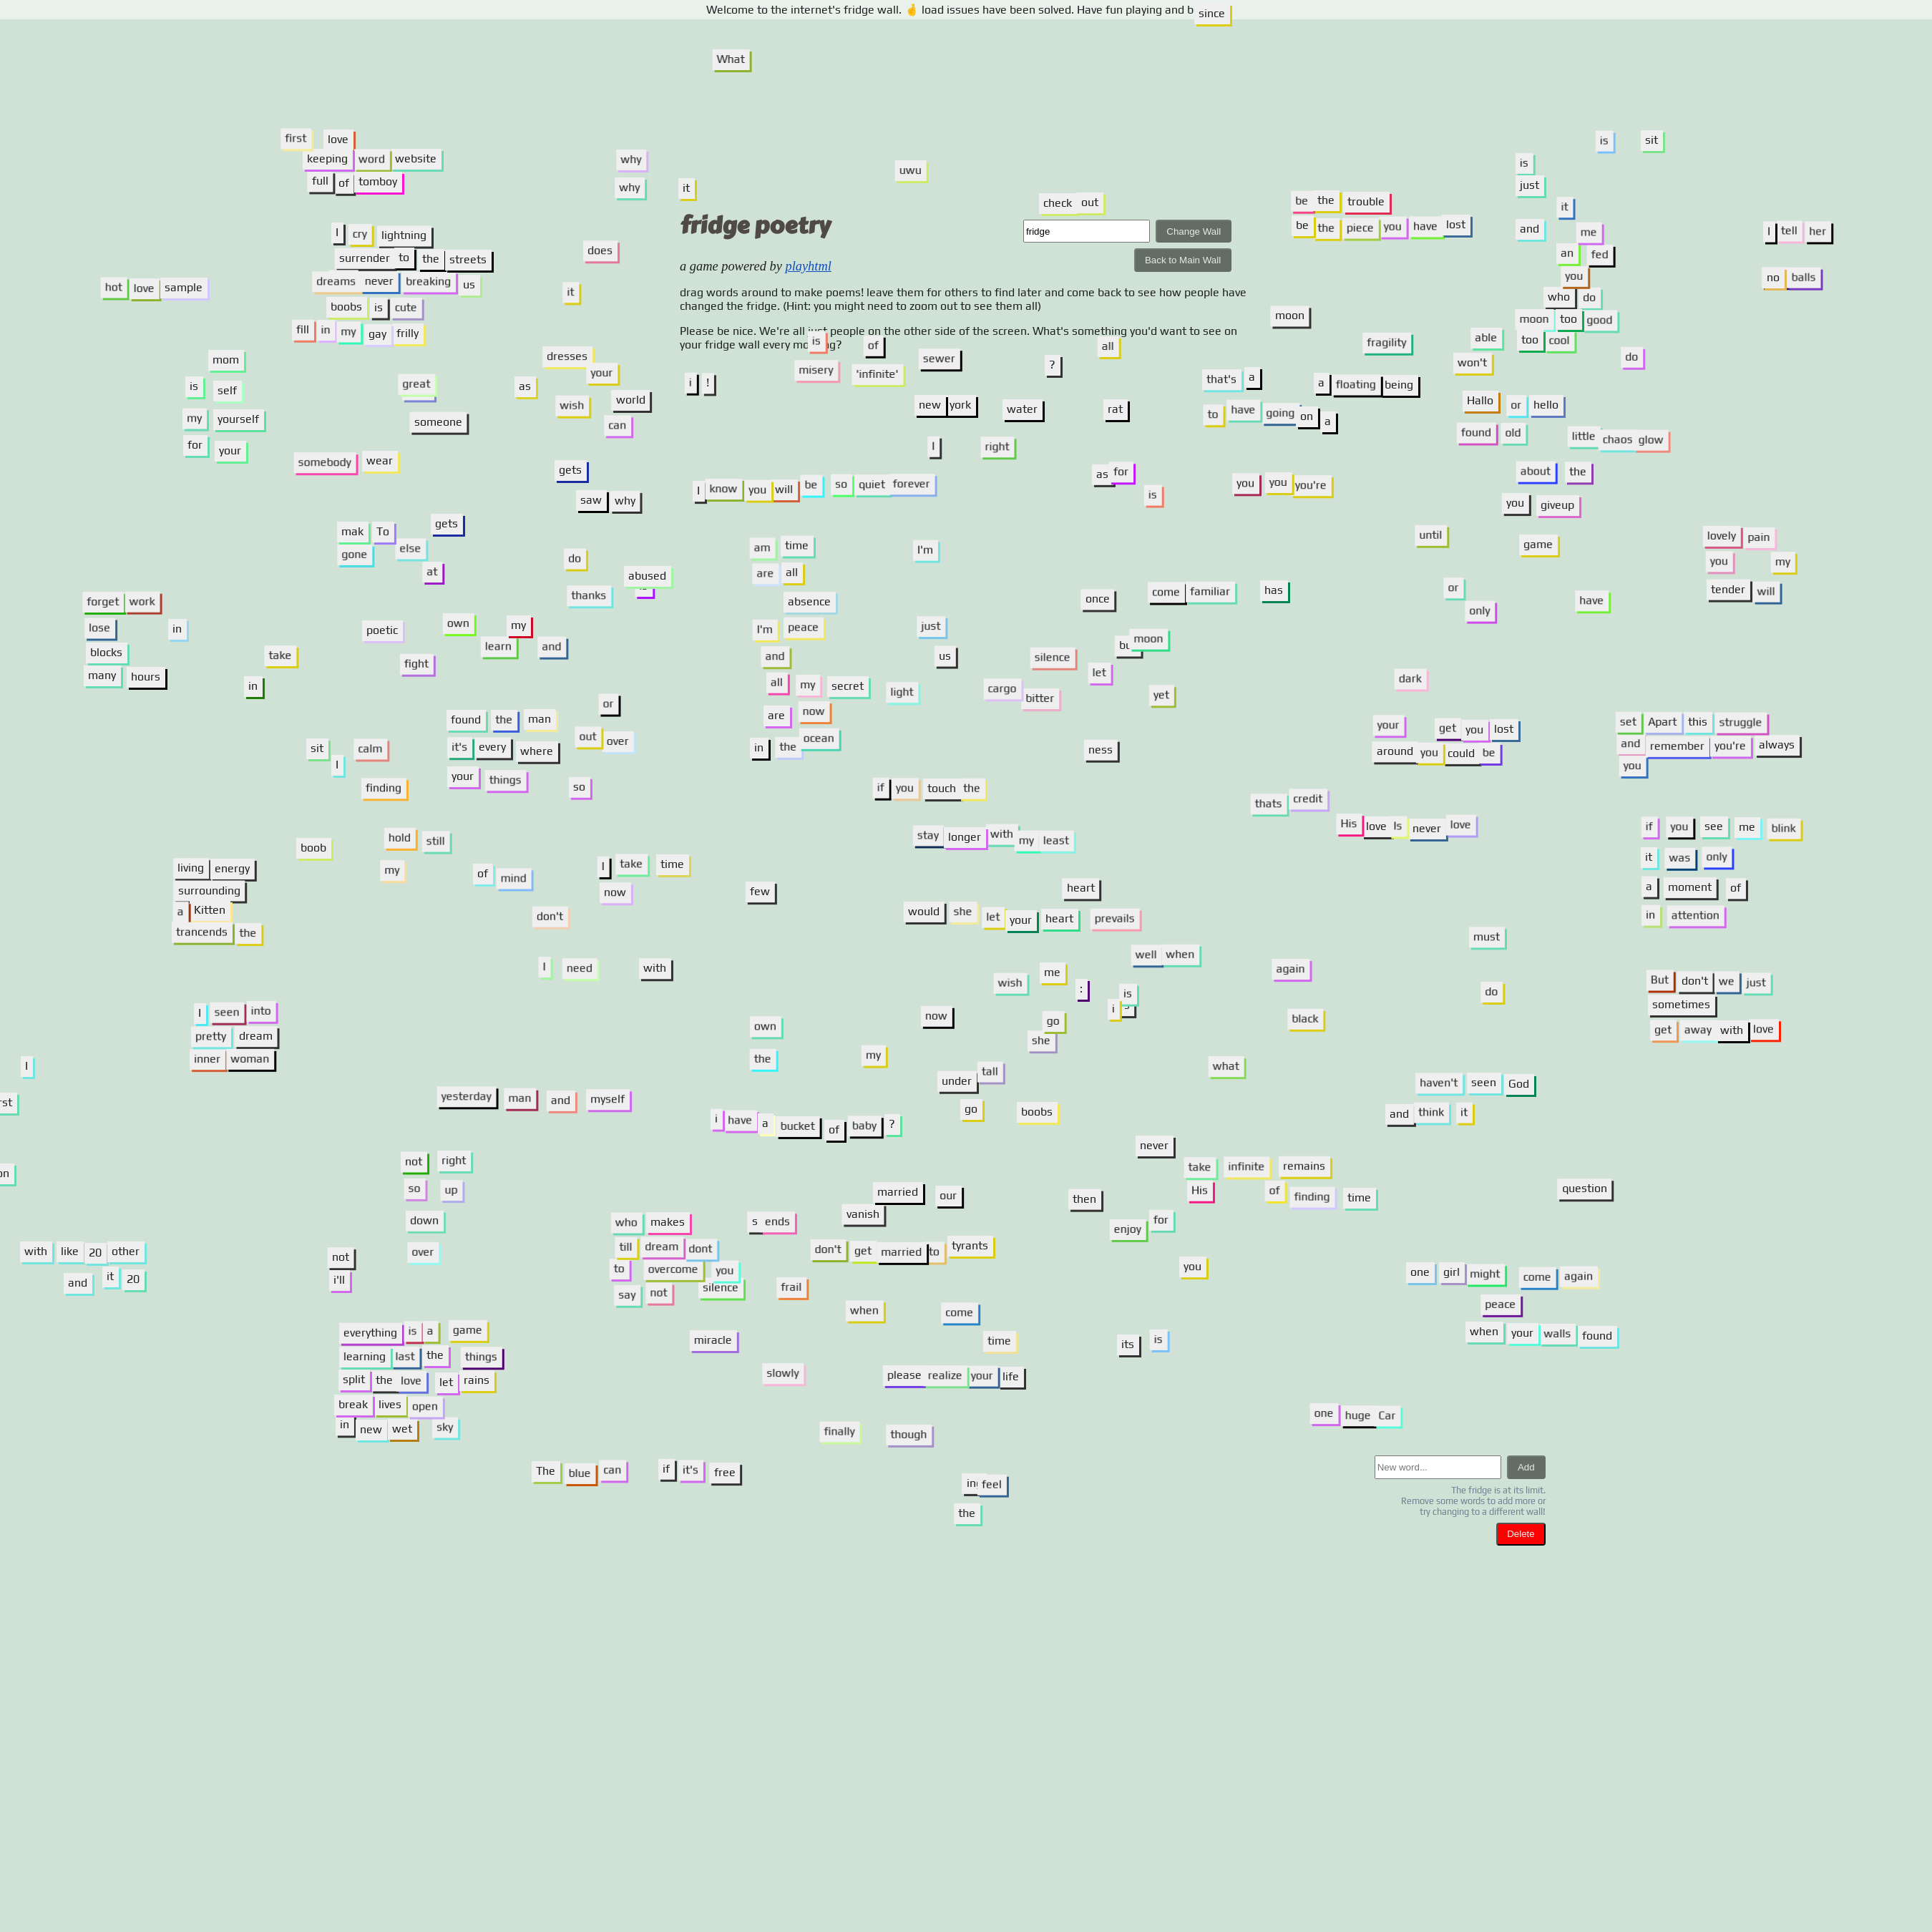 Welcome to the internet's fridge wall. ☝ load issues have been solved. Have fun playing and b since
What
first love
keeping word website
full of tomboy
why
why
it
uwu
check out
be the trouble
be the piece you have lost
is sit
is
just
it
and me
an fed
you
who do
moon too good
too cool
I tell her
no balls
fridge poetry
fridge
Change Wall
Back to Main Wall
a game powered by playhtml
drag words around to make poems! leave them for others to find later and come back to see how people have
changed the fridge. (Hint: you might need to zoom out to see them all)
Please be nice. We're all just people on the other side of the screen. What's something you'd want to see on
your fridge wall every mo g?
I cry lightning
surrender to the streets
dreams never breaking us
boobs is cute
fill in my gay frilly
does
it
hot love sample
moon
is of
misery 'infinite'
sewer
? all
new york water rat
i !
I right
fragility
able
won't
do
that's a
a floating being
to have going on a
Hallo or hello
found old
little chaos glow
about the
you giveup
mom
is self
my yourself
for your
great
someone
somebody wear
dresses
as your
wish world
can
gets
saw why
I know you will be so quiet forever
as for
is
you you you're
until
game
lovely pain
you my
tender will
mak To gets
gone else
at
do
abused
thanks
am time
are all
absence
I'm peace
and
all my secret
are now
in the ocean
I'm
just
us
light
once
come familiar has
moon
silence
let
cargo bitter
yet
ness
or
only
have
dark
forget work
lose in
blocks
many hours
take
in
poetic
own my
learn and
fight
or
found the man
it's every where
your things
out over
so
sit calm
I
finding
your get you lost
around you could be
set Apart this struggle
and remember you're always
you
if you touch the
stay longer with my least
thats credit
His love Is never love
if you see me blink
it was only
a moment of
in attention
boob
hold still
my
of mind
I take time
now
don't
few
living energy
surrounding
a Kitten
trancends the
heart
would she let your heart prevails
must
I need with
well when
me
wish :
is
i
again
do
black
But don't we just
sometimes
get away with love
I seen into
pretty dream
inner woman
own
the
my
now
go
she
tall
under
go boobs
what
I
rst
on
haven't seen God
and think it
yesterday man and myself
i have a bucket of baby ?
never
take infinite remains
His of finding time
not right
so up
down
over
married our
vanish
then
enjoy for
you
question
who makes
till dream dont
to overcome you
say not silence
s ends
don't get married to tyrants
frail
when come
time
its is
with like 20 other
and it 20
not
i'll
one girl might come again
peace
when your walls found
everything is a game
learning last the things
split the love let rains
break lives open
in new wet sky
miracle
slowly
please realize your life
finally though
one huge Car
The blue can
if it's free
feel
the
New word...
Add
The fridge is at its limit.
Remove some words to add more or
try changing to a different wall!
Delete